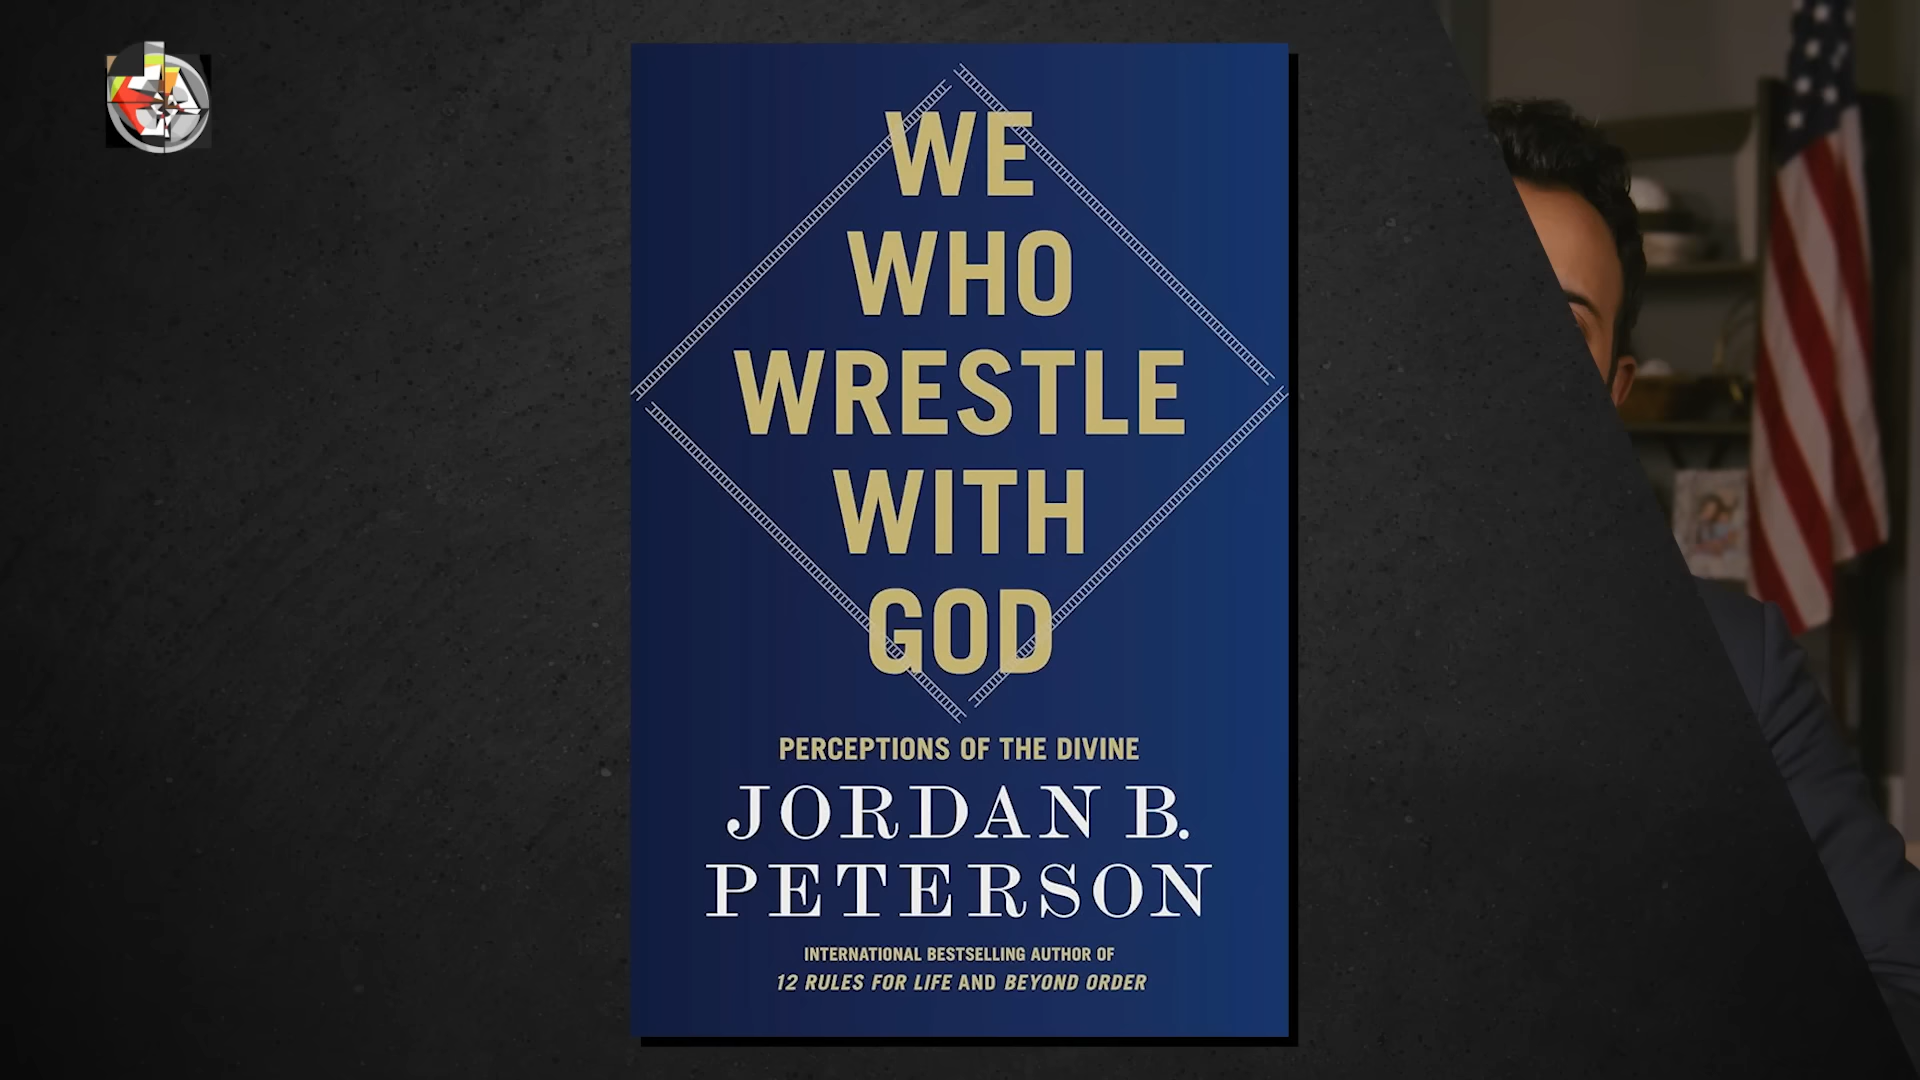 WE
WHO
WRESTLE
WITH
GOD
PERCEPTIONS OF THE DIVINE
JORDAN B.
PETERSON
INTERNATIONAL BESTSELLING AUTHOR OF
12 RULES FOR LIFE AND BEYOND ORDER